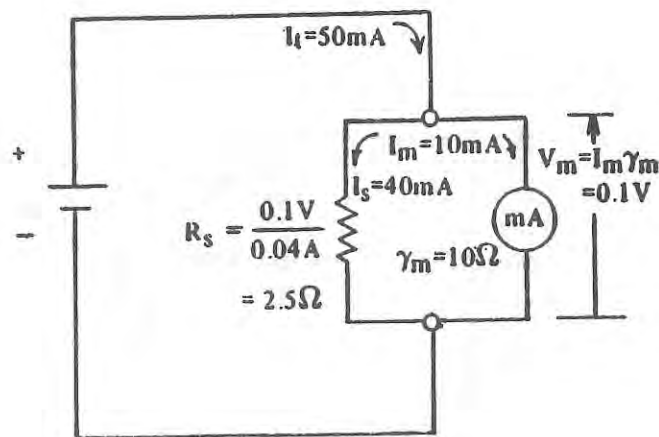 Iₜ=50mA
Iₘ=10mA
Vₘ=Iₘγₘ
=0.1V
+
Iₛ=40mA
Rₛ = 0.1V
0.04A
mA
−
γₘ=10Ω
= 2.5Ω